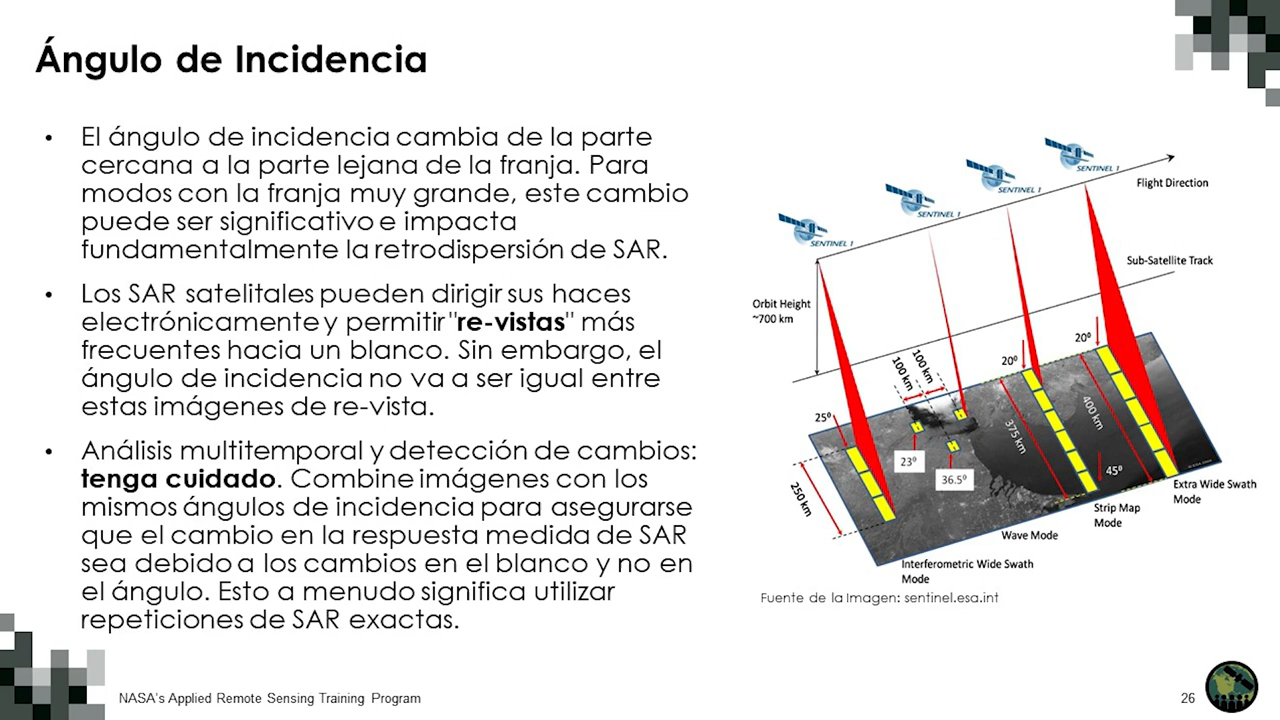 Ángulo de Incidencia
• El ángulo de incidencia cambia de la parte
cercana a la parte lejana de la franja. Para
modos con la franja muy grande, este cambio
puede ser significativo e impacta
fundamentalmente la retrodispersión de SAR.
• Los SAR satelitales pueden dirigir sus haces
electrónicamente y permitir "re-vistas" más
frecuentes hacia un blanco. Sin embargo, el
ángulo de incidencia no va a ser igual entre
estas imágenes de re-vista.
• Análisis multitemporal y detección de cambios:
tenga cuidado. Combine imágenes con los
mismos ángulos de incidencia para asegurarse
que el cambio en la respuesta medida de SAR
sea debido a los cambios en el blanco y no en
el ángulo. Esto a menudo significa utilizar
repeticiones de SAR exactas.
SENTINEL 1
SENTINEL 1
SENTINEL 1
SENTINEL 1
Flight Direction
Sub-Satellite Track
Orbit Height
~700 km
100 km
100 km
20º
20º
25º
375 km
400 km
23º
36.5º
45º
250 km
Extra Wide Swath
Mode
Strip Map
Mode
Wave Mode
Interferometric Wide Swath
Mode
Fuente de la Imagen: sentinel.esa.int
NASA's Applied Remote Sensing Training Program
26